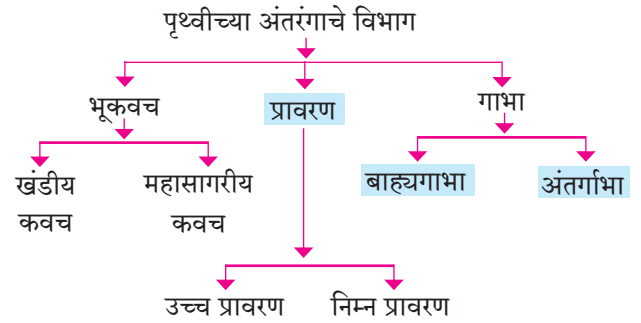 पृथ्वीच्या अंतरंगाचे विभाग
भूकवच
प्रावरण
गाभा
खंडीय
कवच
महासागरीय
कवच
बाह्यगाभा
अंतर्गाभा
उच्च प्रावरण
निम्न प्रावरण